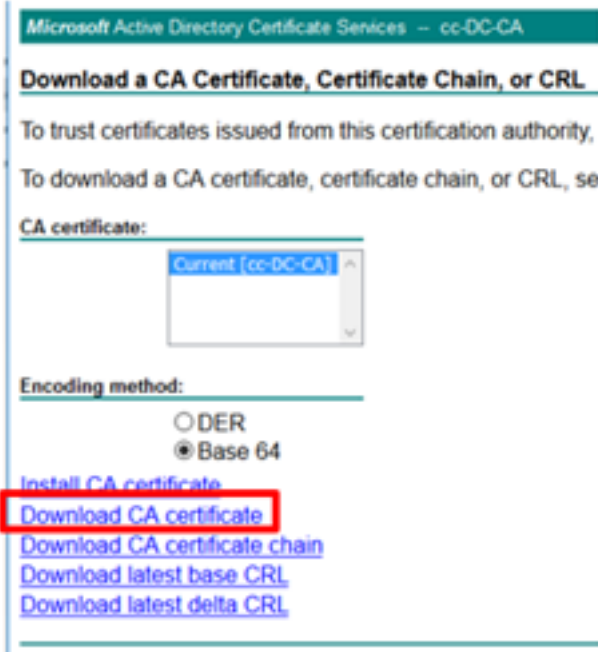 Microsoft Active Directory Certificate Services -- cc-DC-CA
Download a CA Certificate, Certificate Chain, or CRL
To trust certificates issued from this certification authority,
To download a CA certificate, certificate chain, or CRL, se
CA certificate:
Current [cc-DC-CA]
Encoding method:
DER
Base 64
Install CA certificate
Download CA certificate
Download CA certificate chain
Download latest base CRL
Download latest delta CRL